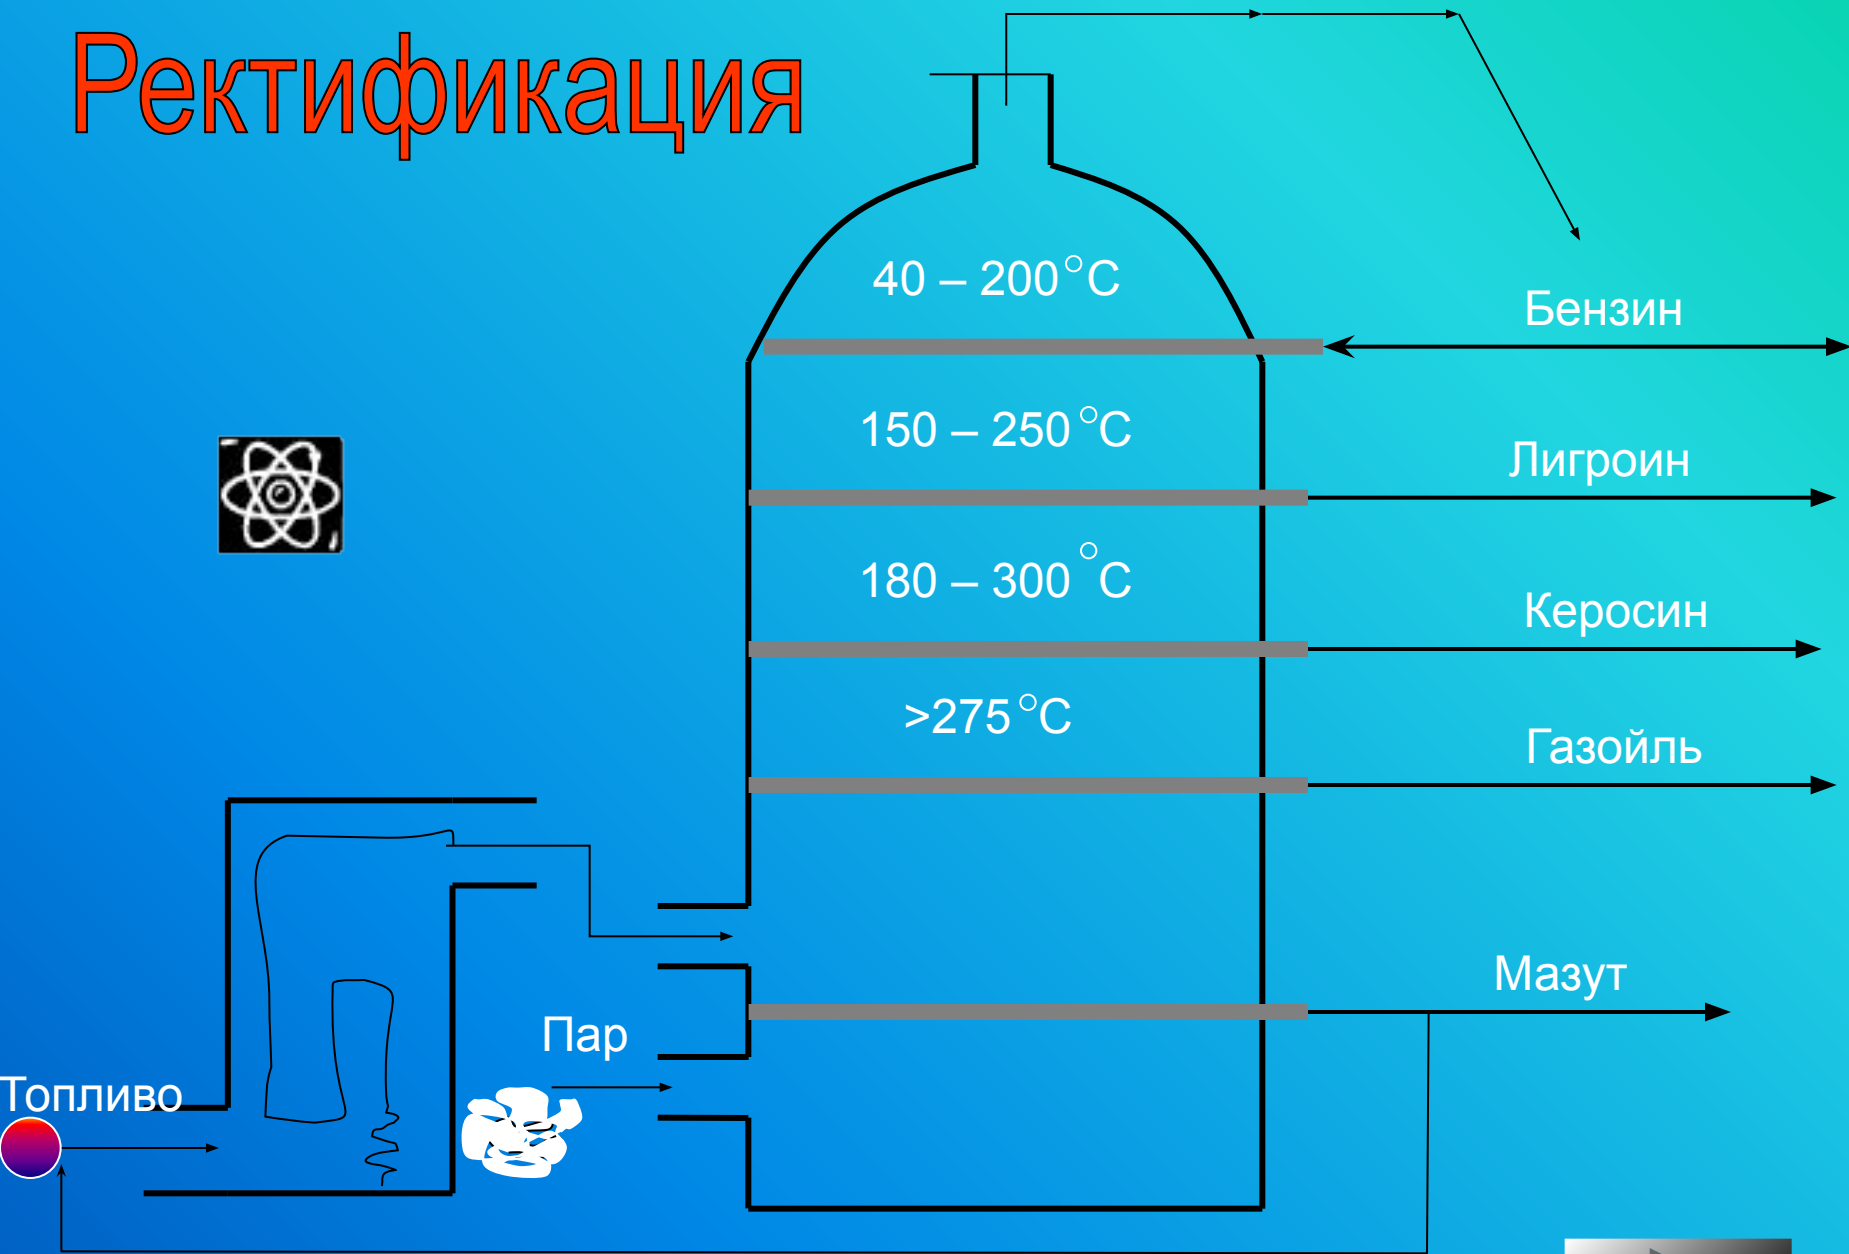 Ректификация
40 – 200°C
Бензин
150 – 250°C
Лигроин
180 – 300°C
Керосин
>275°C
Газойль
Мазут
Пар
Топливо